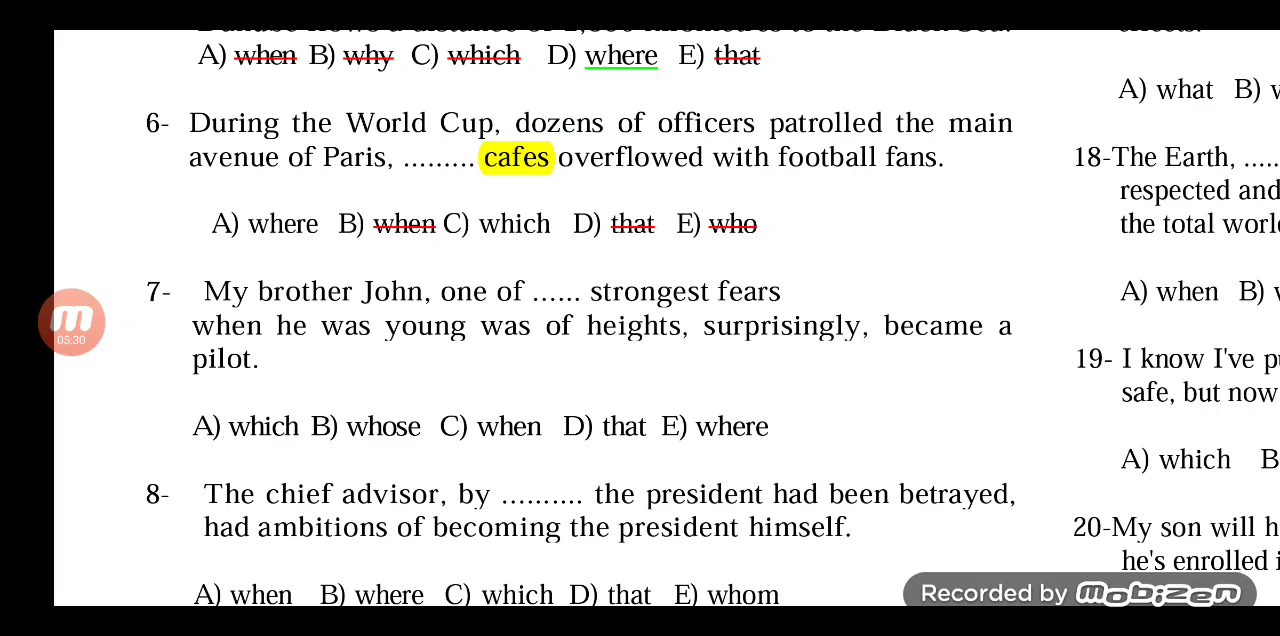 A) when B) why C) which D) where E) that
6- During the World Cup, dozens of officers patrolled the main
avenue of Paris, ......... cafes overflowed with football fans.
A) where B) when C) which D) that E) who
7- My brother John, one of ...... strongest fears
when he was young was of heights, surprisingly, became a
pilot.
A) which B) whose C) when D) that E) where
8- The chief advisor, by .......... the president had been betrayed,
had ambitions of becoming the president himself.
A) when B) where C) which D) that E) whom
A) what B)
18-The Earth, .....
respected and
the total
A) when B)
19- I know I've
safe, but now
A) which B
20-My son will
he's enrolled
05:30
Recorded by mobizen